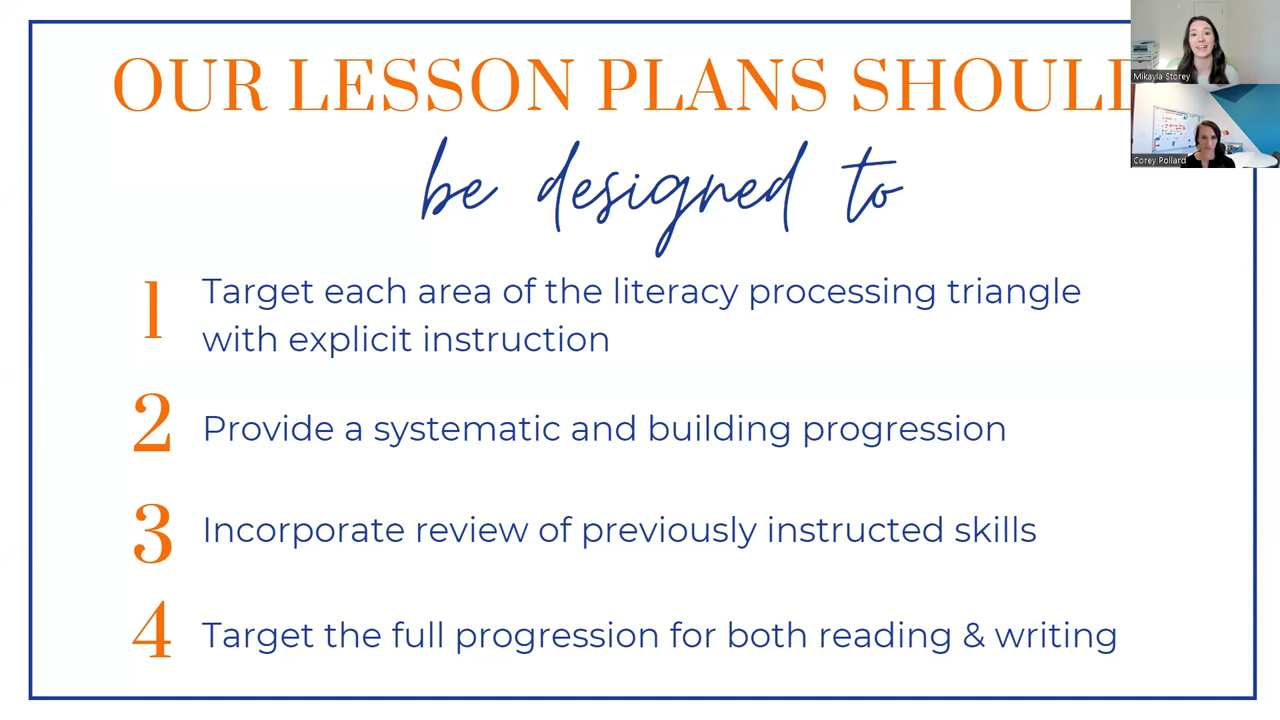 OUR LESSON PLANS SHOUL
be designed to
1 Target each area of the literacy processing triangle
with explicit instruction
2 Provide a systematic and building progression
3 Incorporate review of previously instructed skills
4 Target the full progression for both reading & writing
Mikayla Storey
Corey Pollard